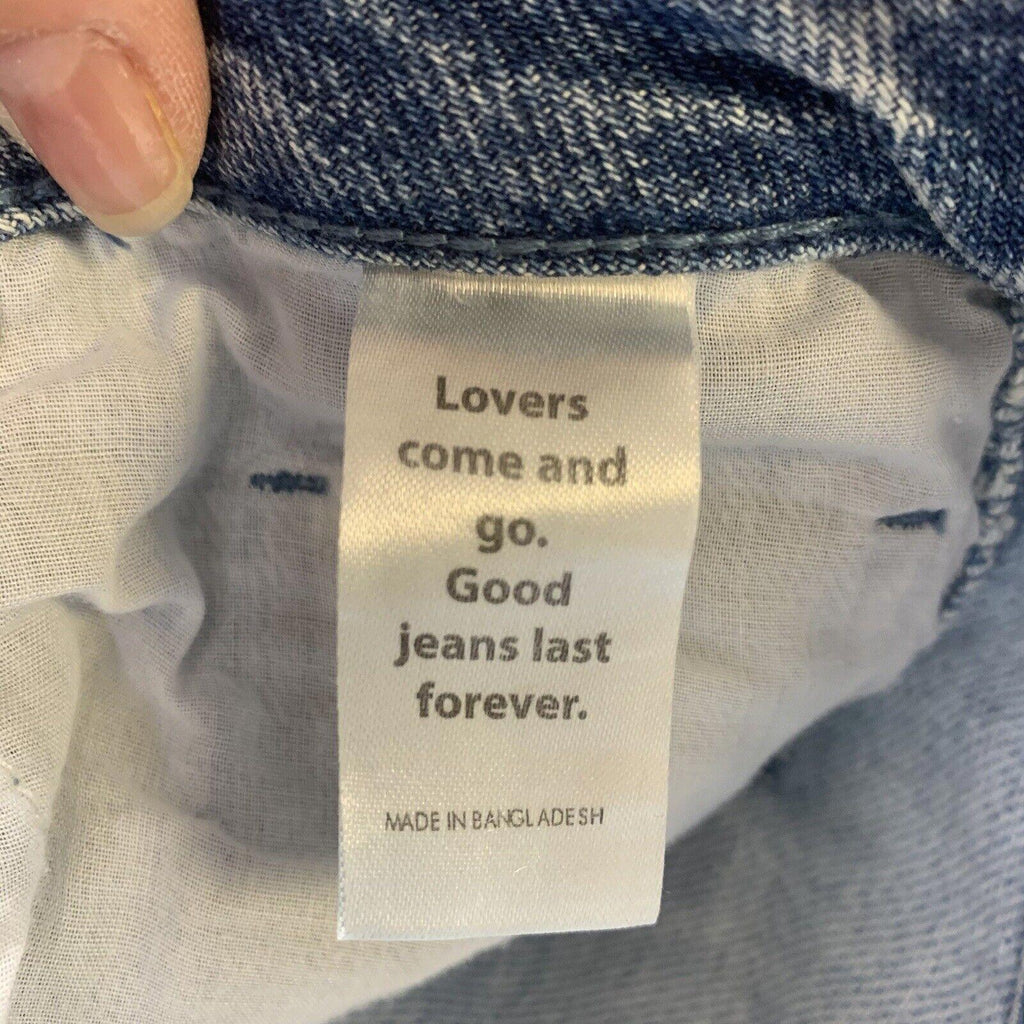 Lovers
come and
go.
Good
jeans last
forever.
MADE IN BANGLADESH